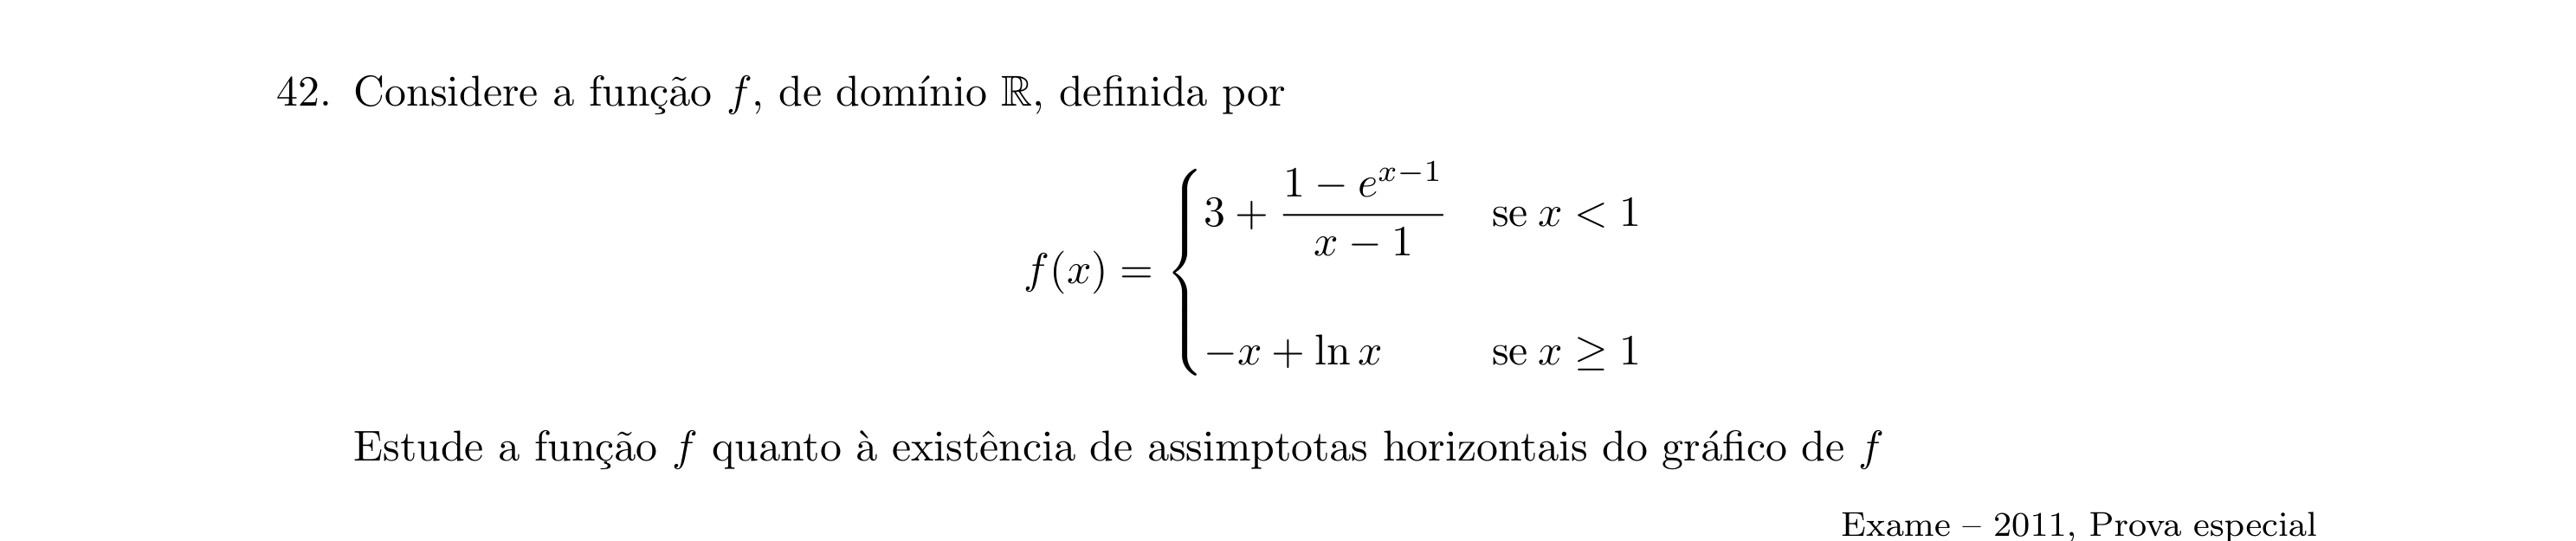 42. Considere a função f, de domínio ℝ, definida por
f(x) = { 3 + \frac{1 - e^{x-1}}{x - 1} se x < 1
-x + ln x se x ≥ 1
Estude a função f quanto à existência de assimptotas horizontais do gráfico de f
Exame – 2011, Prova especial